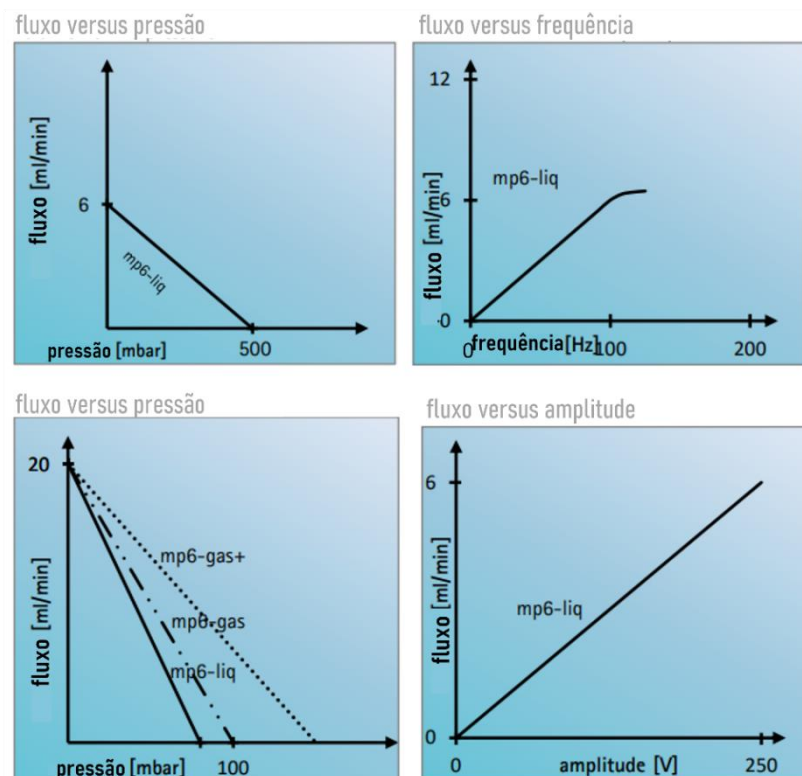 fluxo versus pressão
fluxo [ml/min]
6
mp6-liq
pressão [mbar]
500
fluxo versus frequência
12
fluxo [ml/min]
6
mp6-liq
0
0
frequência[Hz]
100
200
fluxo versus pressão
20
fluxo [ml/min]
mp6-gas+
mp6-gas
mp6-liq
pressão [mbar]
100
fluxo versus amplitude
6
fluxo [ml/min]
mp6-liq
0
0
amplitude [V]
250